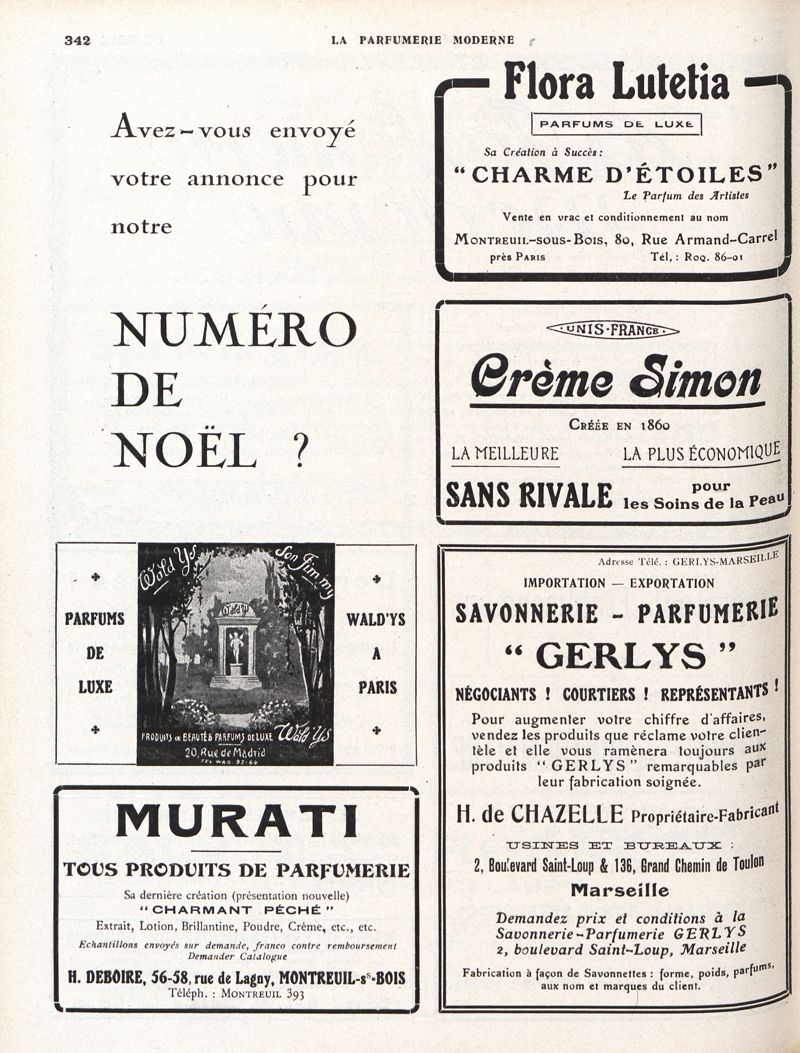 342
LA PARFUMERIE MODERNE
Avez-vous envoyé
votre annonce pour
notre
NUMÉRO
DE
NOËL ?
Flora Lutetia
PARFUMS DE LUXE
Sa Création à Succès :
“ CHARME D'ÉTOILES ”
Le Parfum des Artistes
Vente en vrac et conditionnement au nom
MONTREUIL-sous-BOIS, 80, Rue Armand-Carrel
près PARIS Tél. : Roq. 86-01
UNIS-FRANCE
Crème Simon
CRÉÉE EN 1860
LA MEILLEURE LA PLUS ÉCONOMIQUE
SANS RIVALE pour
les Soins de la Peau
PARFUMS
DE
LUXE
Wold Ys Son Jimmy
Wald Ys
PRODUITS DE BEAUTÉ & PARFUMS DE LUXE Wald Ys
20, Rue de Madrid
TEL WAG. 92-64
WALD'YS
A
PARIS
MURATI
TOUS PRODUITS DE PARFUMERIE
Sa dernière création (présentation nouvelle)
“ CHARMANT PÉCHÉ ”
Extrait, Lotion, Brillantine, Poudre, Crème, etc., etc.
Echantillons envoyés sur demande, franco contre remboursement
Demander Catalogue
H. DEBOIRE, 56-58, rue de Lagny, MONTREUIL-sˢ-BOIS
Téléph. : MONTREUIL 393
Adresse Télé. : GERLYS-MARSEILLE
IMPORTATION — EXPORTATION
SAVONNERIE - PARFUMERIE
“ GERLYS ”
NÉGOCIANTS ! COURTIERS ! REPRÉSENTANTS !
Pour augmenter votre chiffre d'affaires,
vendez les produits que réclame votre clien-
tèle et elle vous ramènera toujours aux
produits “ GERLYS ” remarquables par
leur fabrication soignée.
H. de CHAZELLE Propriétaire-Fabricant
USINES ET BUREAUX :
2, Boulevard Saint-Loup & 136, Grand Chemin de Toulon
Marseille
Demandez prix et conditions à la
Savonnerie-Parfumerie GERLYS
2, boulevard Saint-Loup, Marseille
Fabrication à façon de Savonnettes : forme, poids, parfums,
aux nom et marques du client.